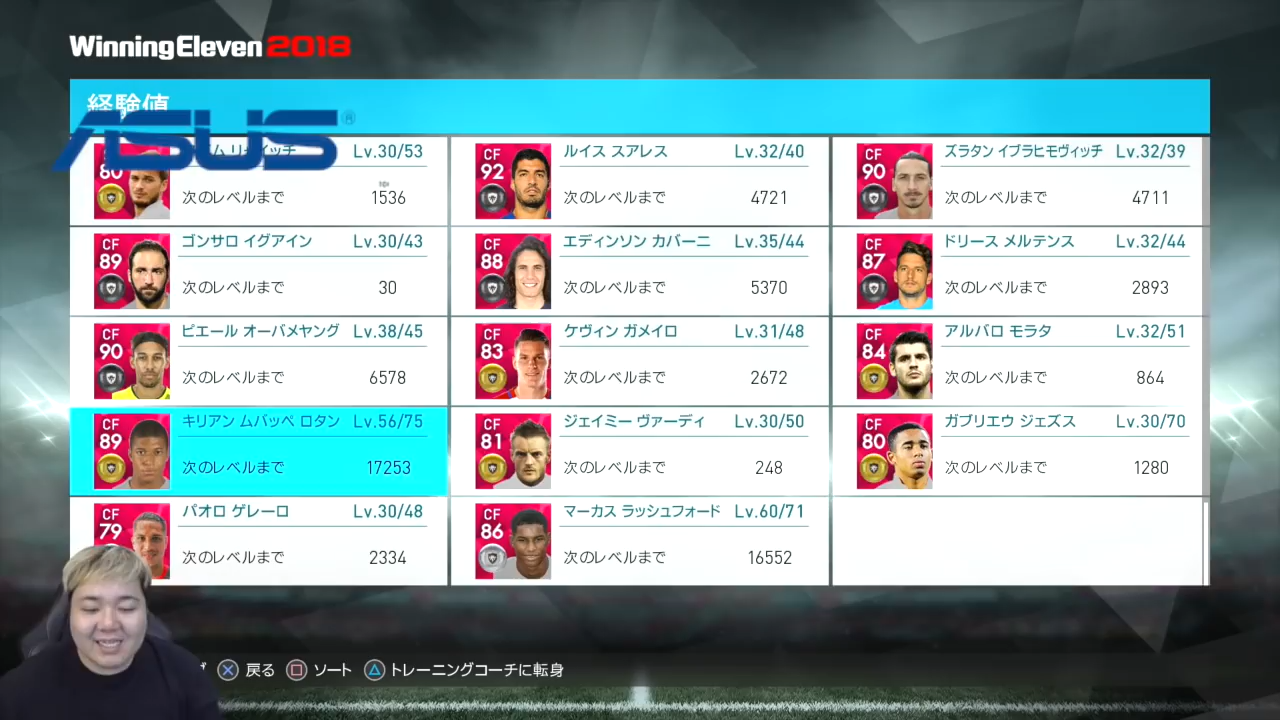 WinningEleven 2018
経験値
ASUS
CF 80 Lv.30/53
次のレベルまで 1536
CF 92 ルイス スアレス Lv.32/40
次のレベルまで 4721
CF 90 ズラタン イブラヒモヴィッチ Lv.32/39
次のレベルまで 4711
CF 89 ゴンサロ イグアイン Lv.30/43
次のレベルまで 30
CF 88 エディンソン カバーニ Lv.35/44
次のレベルまで 5370
CF 87 ドリース メルテンス Lv.32/44
次のレベルまで 2893
CF 90 ピエール オーバメヤング Lv.38/45
次のレベルまで 6578
CF 83 ケヴィン ガメイロ Lv.31/48
次のレベルまで 2672
CF 84 アルバロ モラタ Lv.32/51
次のレベルまで 864
CF 89 キリアン ムバッペ ロタン Lv.56/75
次のレベルまで 17253
CF 81 ジェイミー ヴァーディ Lv.30/50
次のレベルまで 248
CF 80 ガブリエウ ジェズス Lv.30/70
次のレベルまで 1280
CF 79 パオロ ゲレーロ Lv.30/48
次のレベルまで 2334
CF 86 マーカス ラッシュフォード Lv.60/71
次のレベルまで 16552
戻る ソート トレーニングコーチに転身